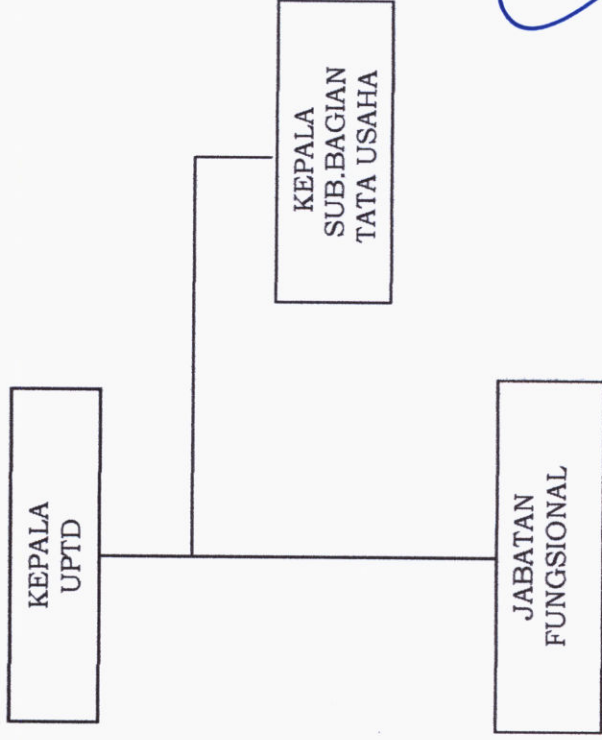 KEPALA
UPTD
KEPALA
SUB.BAGIAN
TATA USAHA
JABATAN
FUNGSIONAL